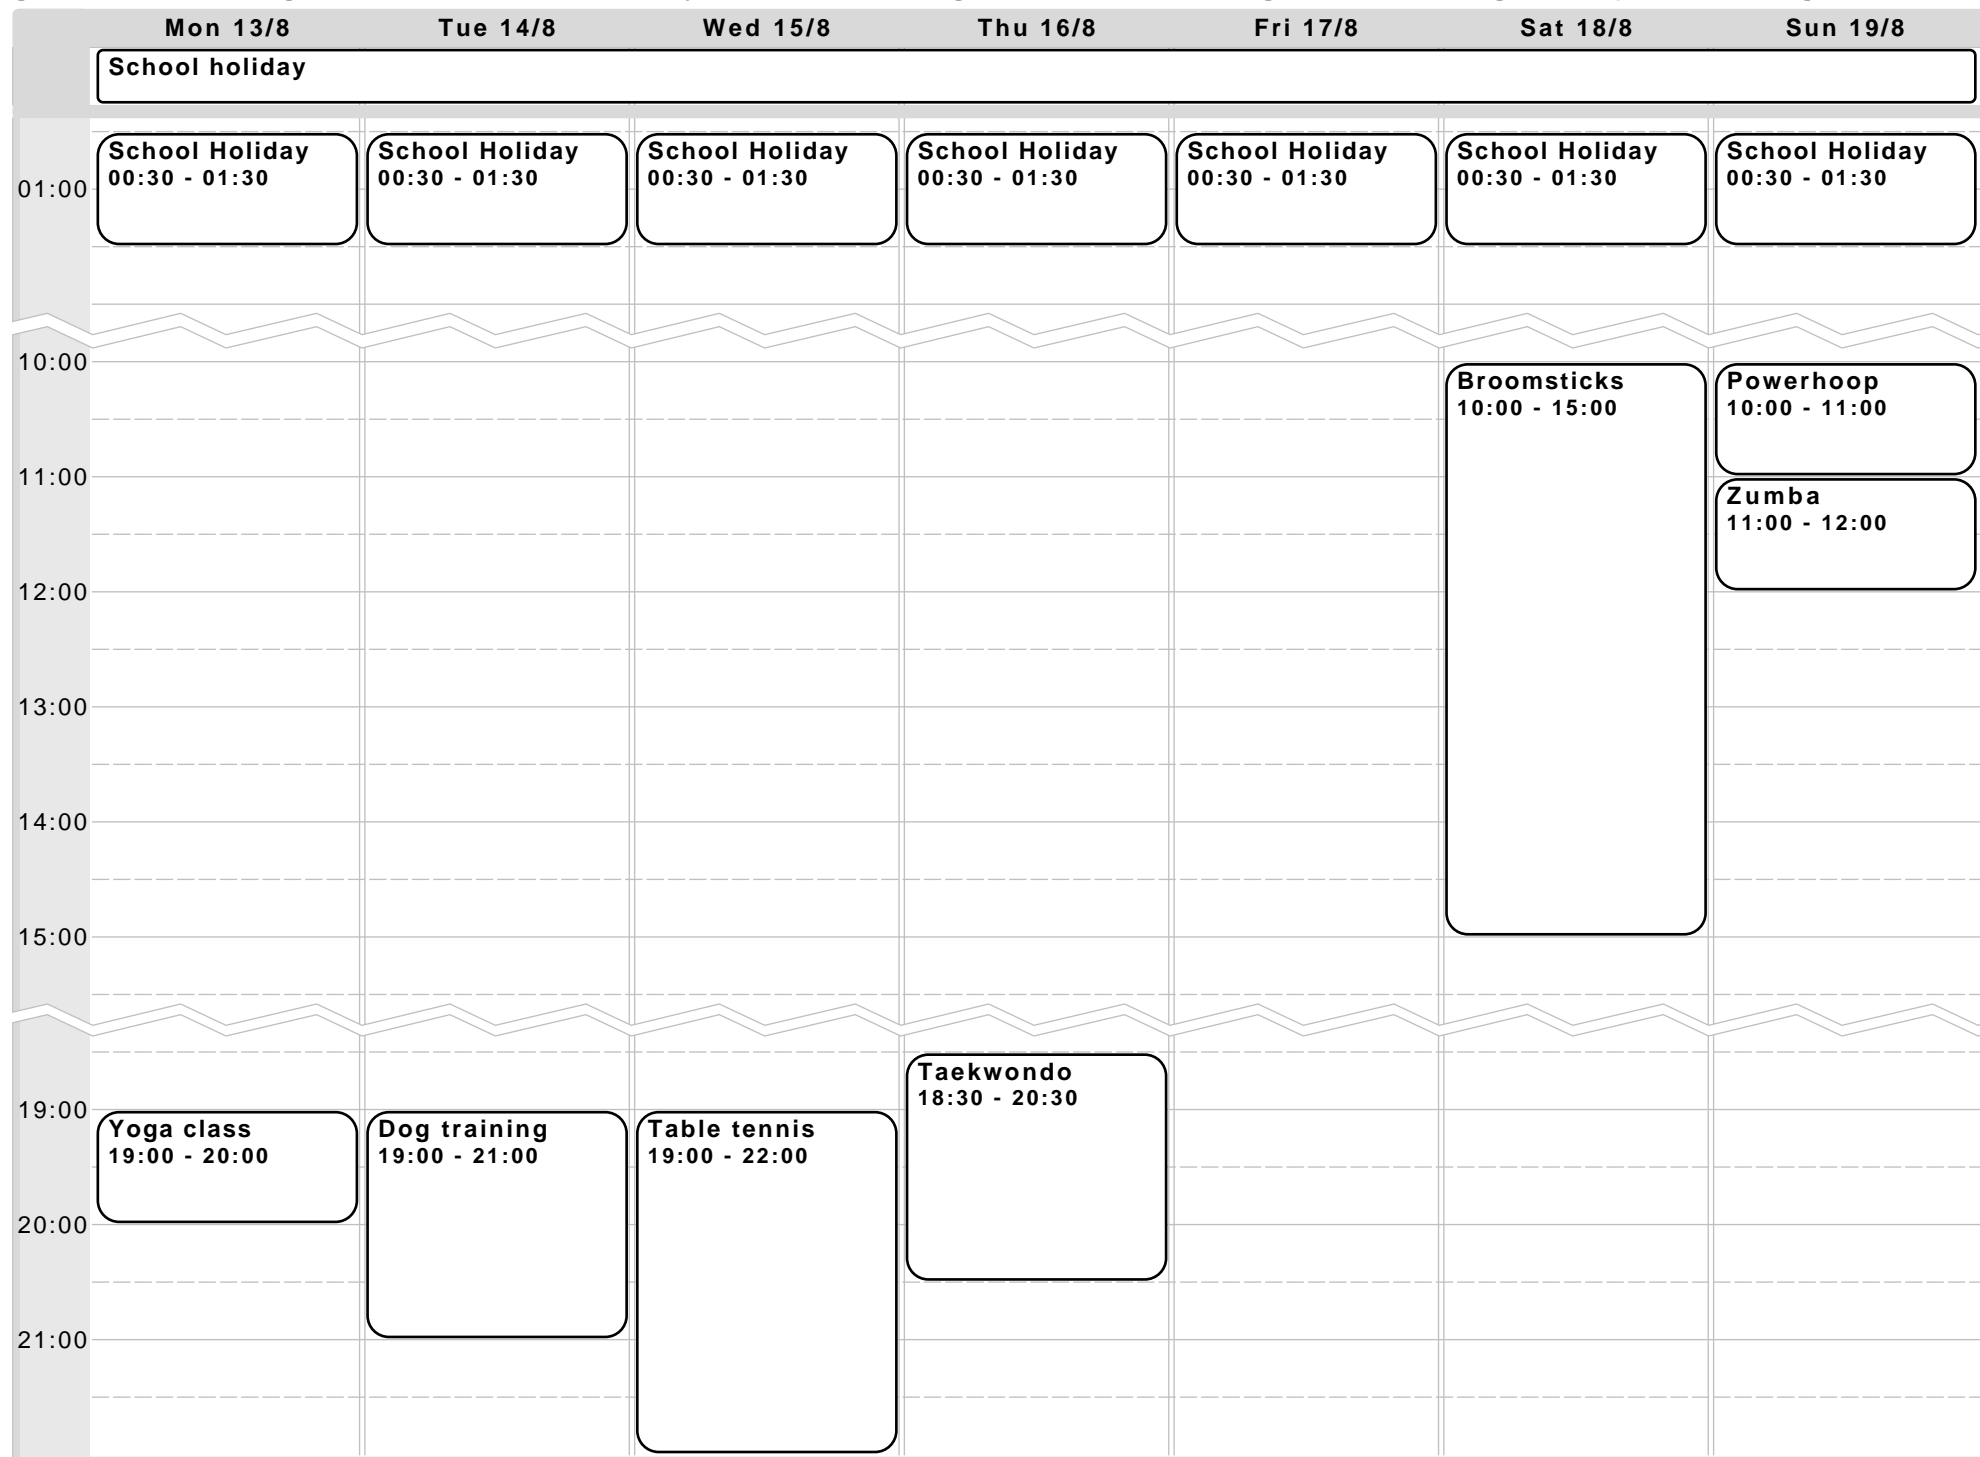 Mon 13/8 Tue 14/8 Wed 15/8 Thu 16/8 Fri 17/8 Sat 18/8 Sun 19/8
School holiday
School Holiday School Holiday School Holiday School Holiday School Holiday School Holiday School Holiday
00:30 - 01:30 00:30 - 01:30 00:30 - 01:30 00:30 - 01:30 00:30 - 01:30 00:30 - 01:30 00:30 - 01:30
01:00
10:00
Broomsticks Powerhoop
10:00 - 15:00 10:00 - 11:00
11:00
Zumba
11:00 - 12:00
12:00
13:00
14:00
15:00
Taekwondo
18:30 - 20:30
19:00
Yoga class Dog training Table tennis
19:00 - 20:00 19:00 - 21:00 19:00 - 22:00
20:00
21:00